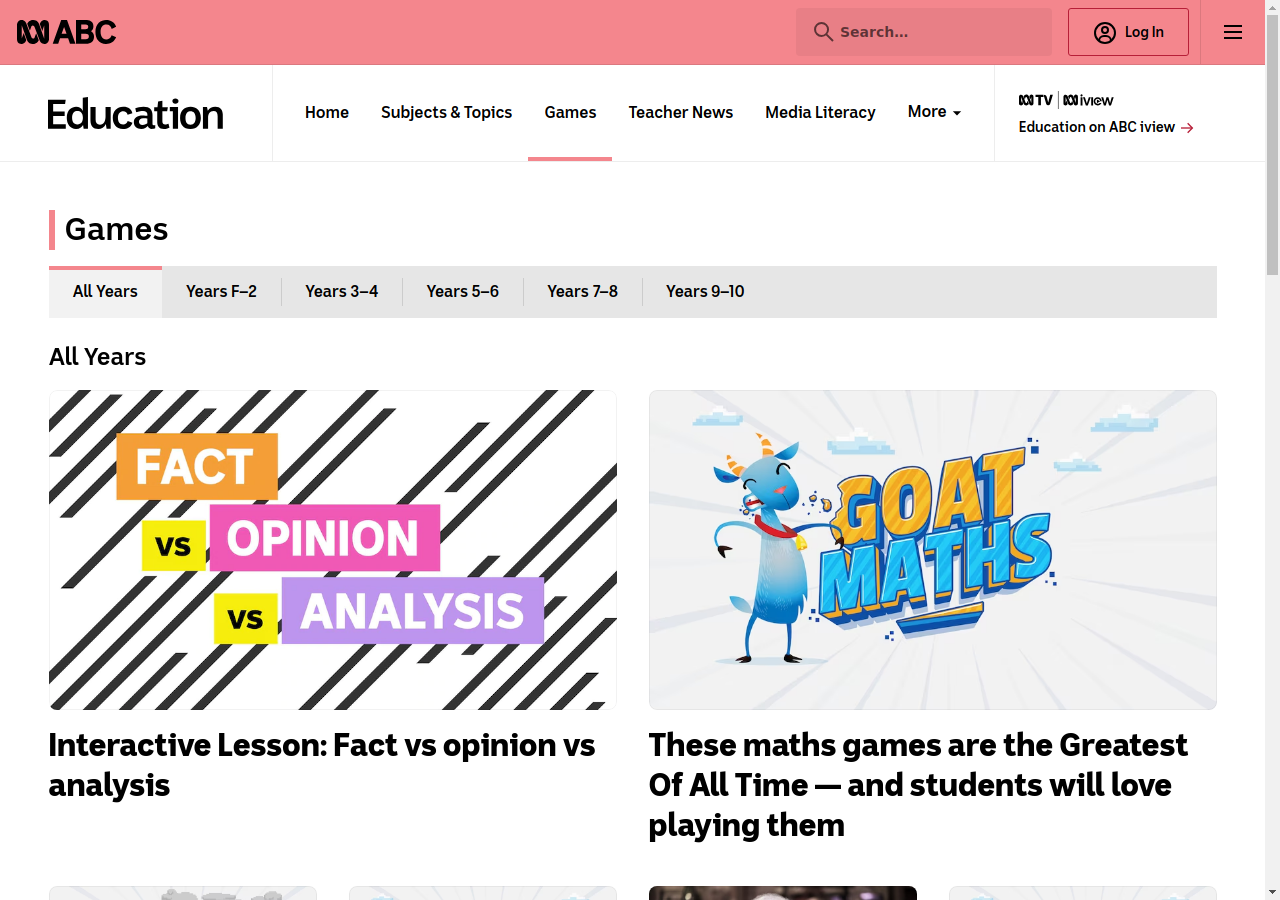 ABC
Search...
Log In
Education
Home
Subjects & Topics
Games
Teacher News
Media Literacy
More
TV
iview
Education on ABC iview
Games
All Years
Years F–2
Years 3–4
Years 5–6
Years 7–8
Years 9–10
All Years
FACT
VS OPINION
VS ANALYSIS
GOAT
MATHS
Interactive Lesson: Fact vs opinion vs
analysis
These maths games are the Greatest
Of All Time — and students will love
playing them